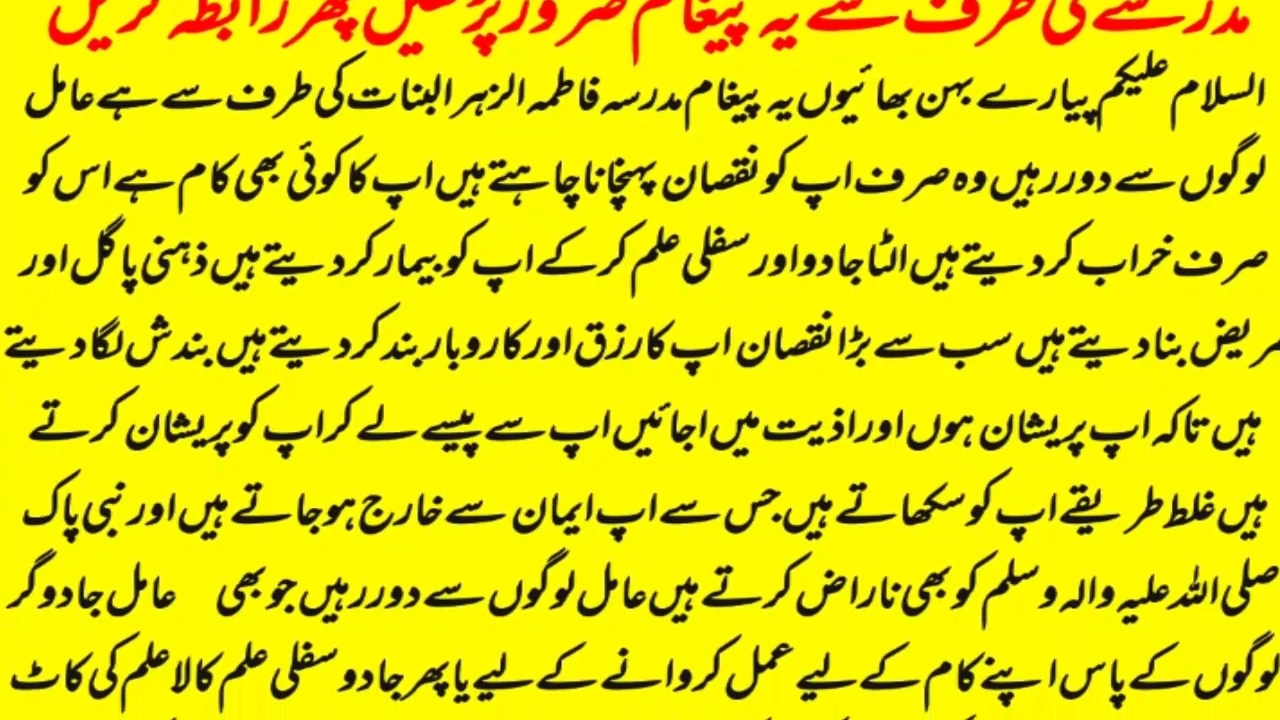 مدرسے کی طرف سے یہ پیغام ضرور پڑھیں پھر رابطہ کریں
السلام علیکم پیارے بہن بھائیوں یہ پیغام مدرسہ فاطمہ الزہرا البنات کی طرف سے ہے عامل
لوگوں سے دور رہیں وہ صرف اپ کو نقصان پہنچانا چاہتے ہیں اپ کا کوئی بھی کام ہے اس کو
صرف خراب کر دیتے ہیں الٹا جادو اور سفلی علم کر کے اپ کو بیمار کر دیتے ہیں ذہنی پاگل اور
مریض بنا دیتے ہیں سب سے بڑا نقصان اپ کا رزق اور کاروبار بند کر دیتے ہیں بندش لگا دیتے
ہیں تاکہ اپ پریشان ہوں اور اذیت میں اجائیں اپ سے پیسے لے کر اپ کو پریشان کرتے
ہیں غلط طریقے اپ کو سکھاتے ہیں جس سے اپ ایمان سے خارج ہو جاتے ہیں اور نبی پاک
صلی اللہ علیہ والہ وسلم کو بھی ناراض کرتے ہیں عامل لوگوں سے دور رہیں جو بھی عامل جادوگر
لوگوں کے پاس اپنے کام کے لیے عمل کروانے کے لیے یا پھر جادو سفلی علم کالا علم کی کاٹ